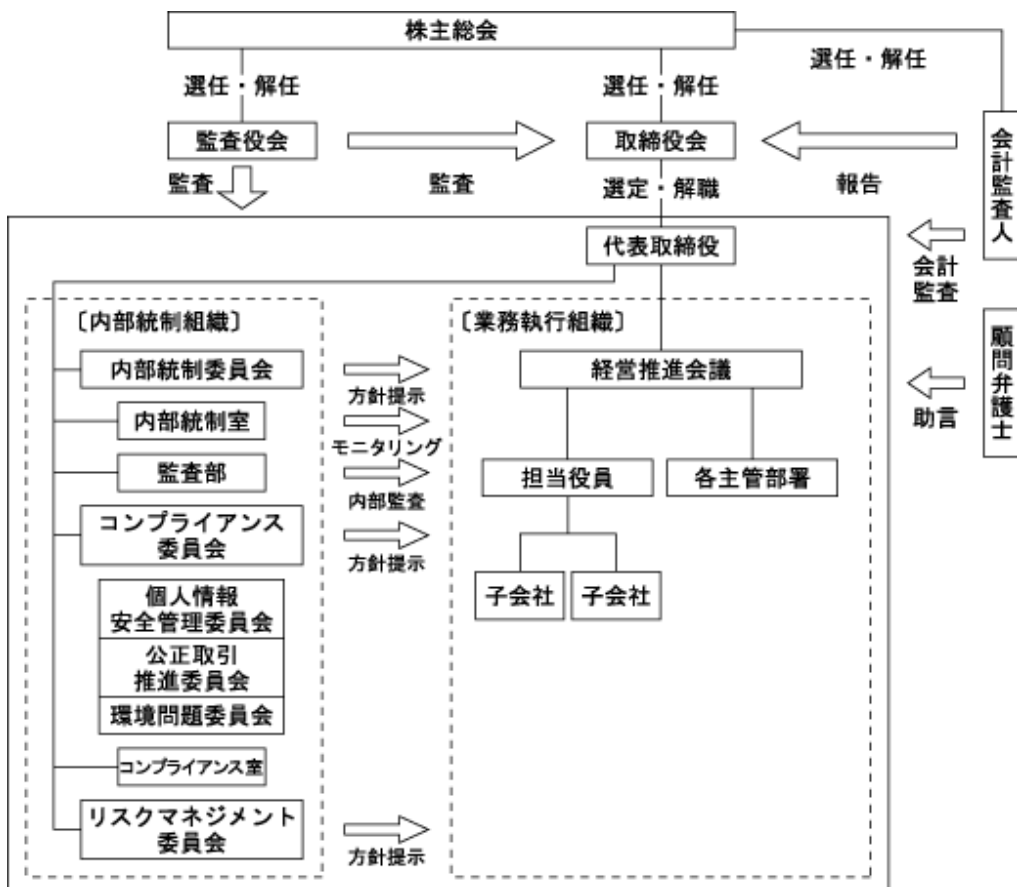 株主総会
選任・解任
選任・解任
選任・解任
監査役会
取締役会
会計監査人
監査
監査
選定・解職
報告
代表取締役
会計
監査
〔内部統制組織〕
〔業務執行組織〕
顧問弁護士
内部統制委員会
方針提示
経営推進会議
助言
内部統制室
モニタリング
監査部
内部監査
担当役員
各主管部署
コンプライアンス
委員会
方針提示
子会社
子会社
個人情報
安全管理委員会
公正取引
推進委員会
環境問題委員会
コンプライアンス室
リスクマネジメント
委員会
方針提示